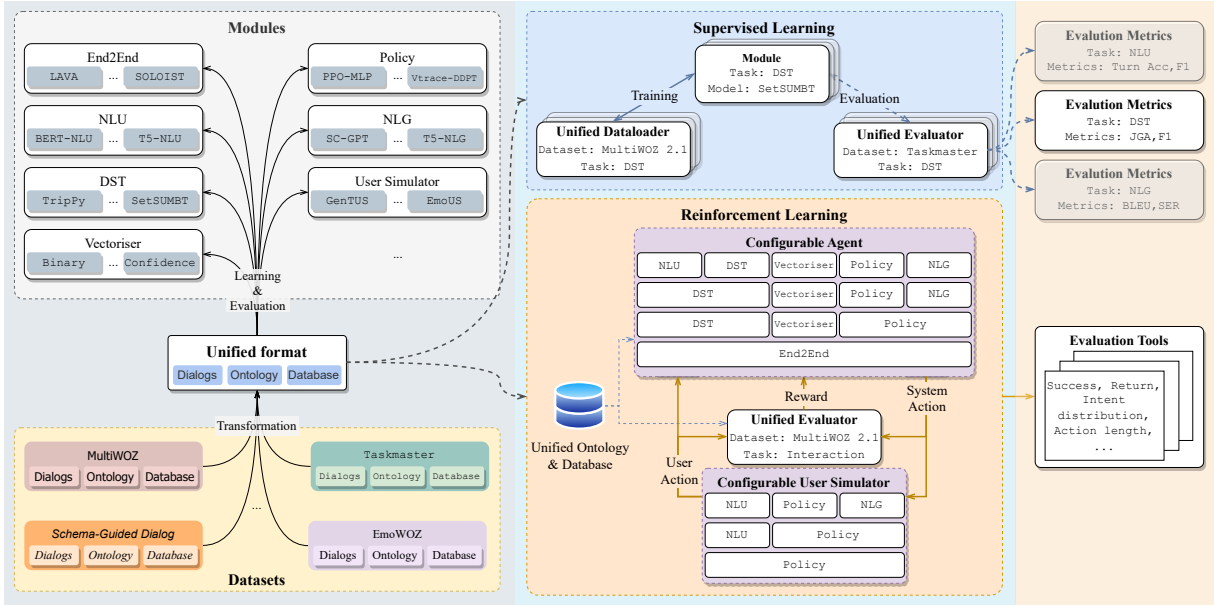 Modules
End2End
LAVA ... SOLOIST
Policy
PPO-MLP ... Vtrace-DDPT
NLU
BERT-NLU ... T5-NLU
NLG
SC-GPT ... T5-NLG
DST
TripPy ... SetSUMBT
User Simulator
GenTUS ... EmoUS
Vectoriser
Binary ... Confidence
...
Learning
&
Evaluation
Unified format
Dialogs Ontology Database
Transformation
MultiWOZ
Dialogs Ontology Database
Taskmaster
Dialogs Ontology Database
...
Schema-Guided Dialog
Dialogs Ontology Database
EmoWOZ
Dialogs Ontology Database
Datasets
Supervised Learning
Module
Task: DST
Model: SetSUMBT
Training
Evaluation
Unified Dataloader
Dataset: MultiWOZ 2.1
Task: DST
Unified Evaluator
Dataset: Taskmaster
Task: DST
Reinforcement Learning
Configurable Agent
NLU DST Vectoriser Policy NLG
DST Vectoriser Policy NLG
DST Vectoriser Policy
End2End
Reward
System
Action
Unified Ontology
& Database
Unified Evaluator
Dataset: MultiWOZ 2.1
Task: Interaction
User
Action
Configurable User Simulator
NLU Policy NLG
NLU Policy
Policy
Evalution Metrics
Task: NLU
Metrics: Turn Acc,F1
Evalution Metrics
Task: DST
Metrics: JGA,F1
Evalution Metrics
Task: NLG
Metrics: BLEU,SER
Evaluation Tools
Success, Return,
Intent
distribution,
Action length,
...